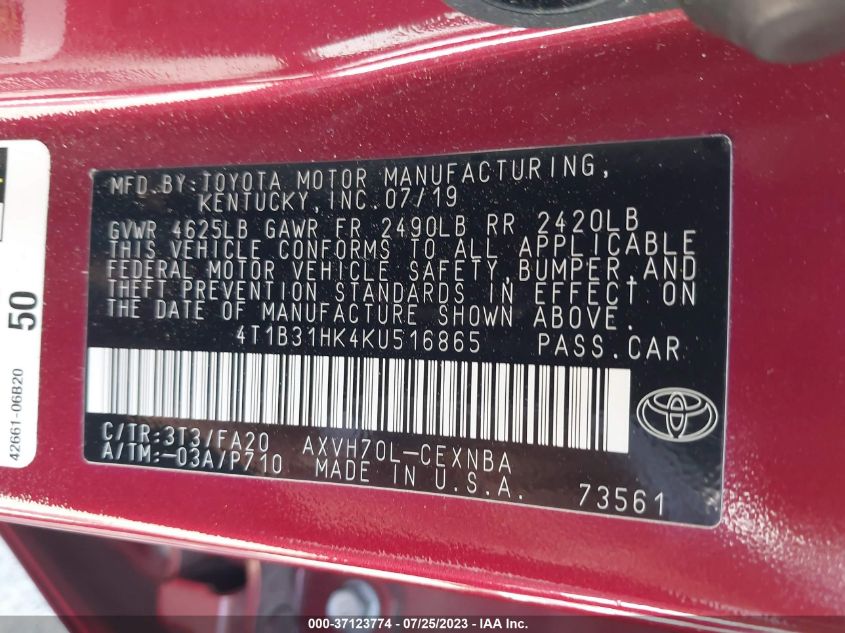 MFD.BY:TOYOTA MOTOR MANUFACTURING,
KENTUCKY,INC.07/19
GVWR 4625LB GAWR FR 2490LB RR 2420LB
THIS VEHICLE CONFORMS TO ALL APPLICABLE
FEDERAL MOTOR VEHICLE SAFETY,BUMPER,AND
THEFT PREVENTION STANDARDS IN EFFECT ON
THE DATE OF MANUFACTURE SHOWN ABOVE.
4T1B31HK4KU516865 PASS.CAR
C/TR:3T3/FA20 AXVH70L-CEXNBA
A/TM:-03A/P710 MADE IN U.S.A.
73561
50
42661-06B20
000-37123774 / 07/25/2023 / Copyright © IAA, LLC.